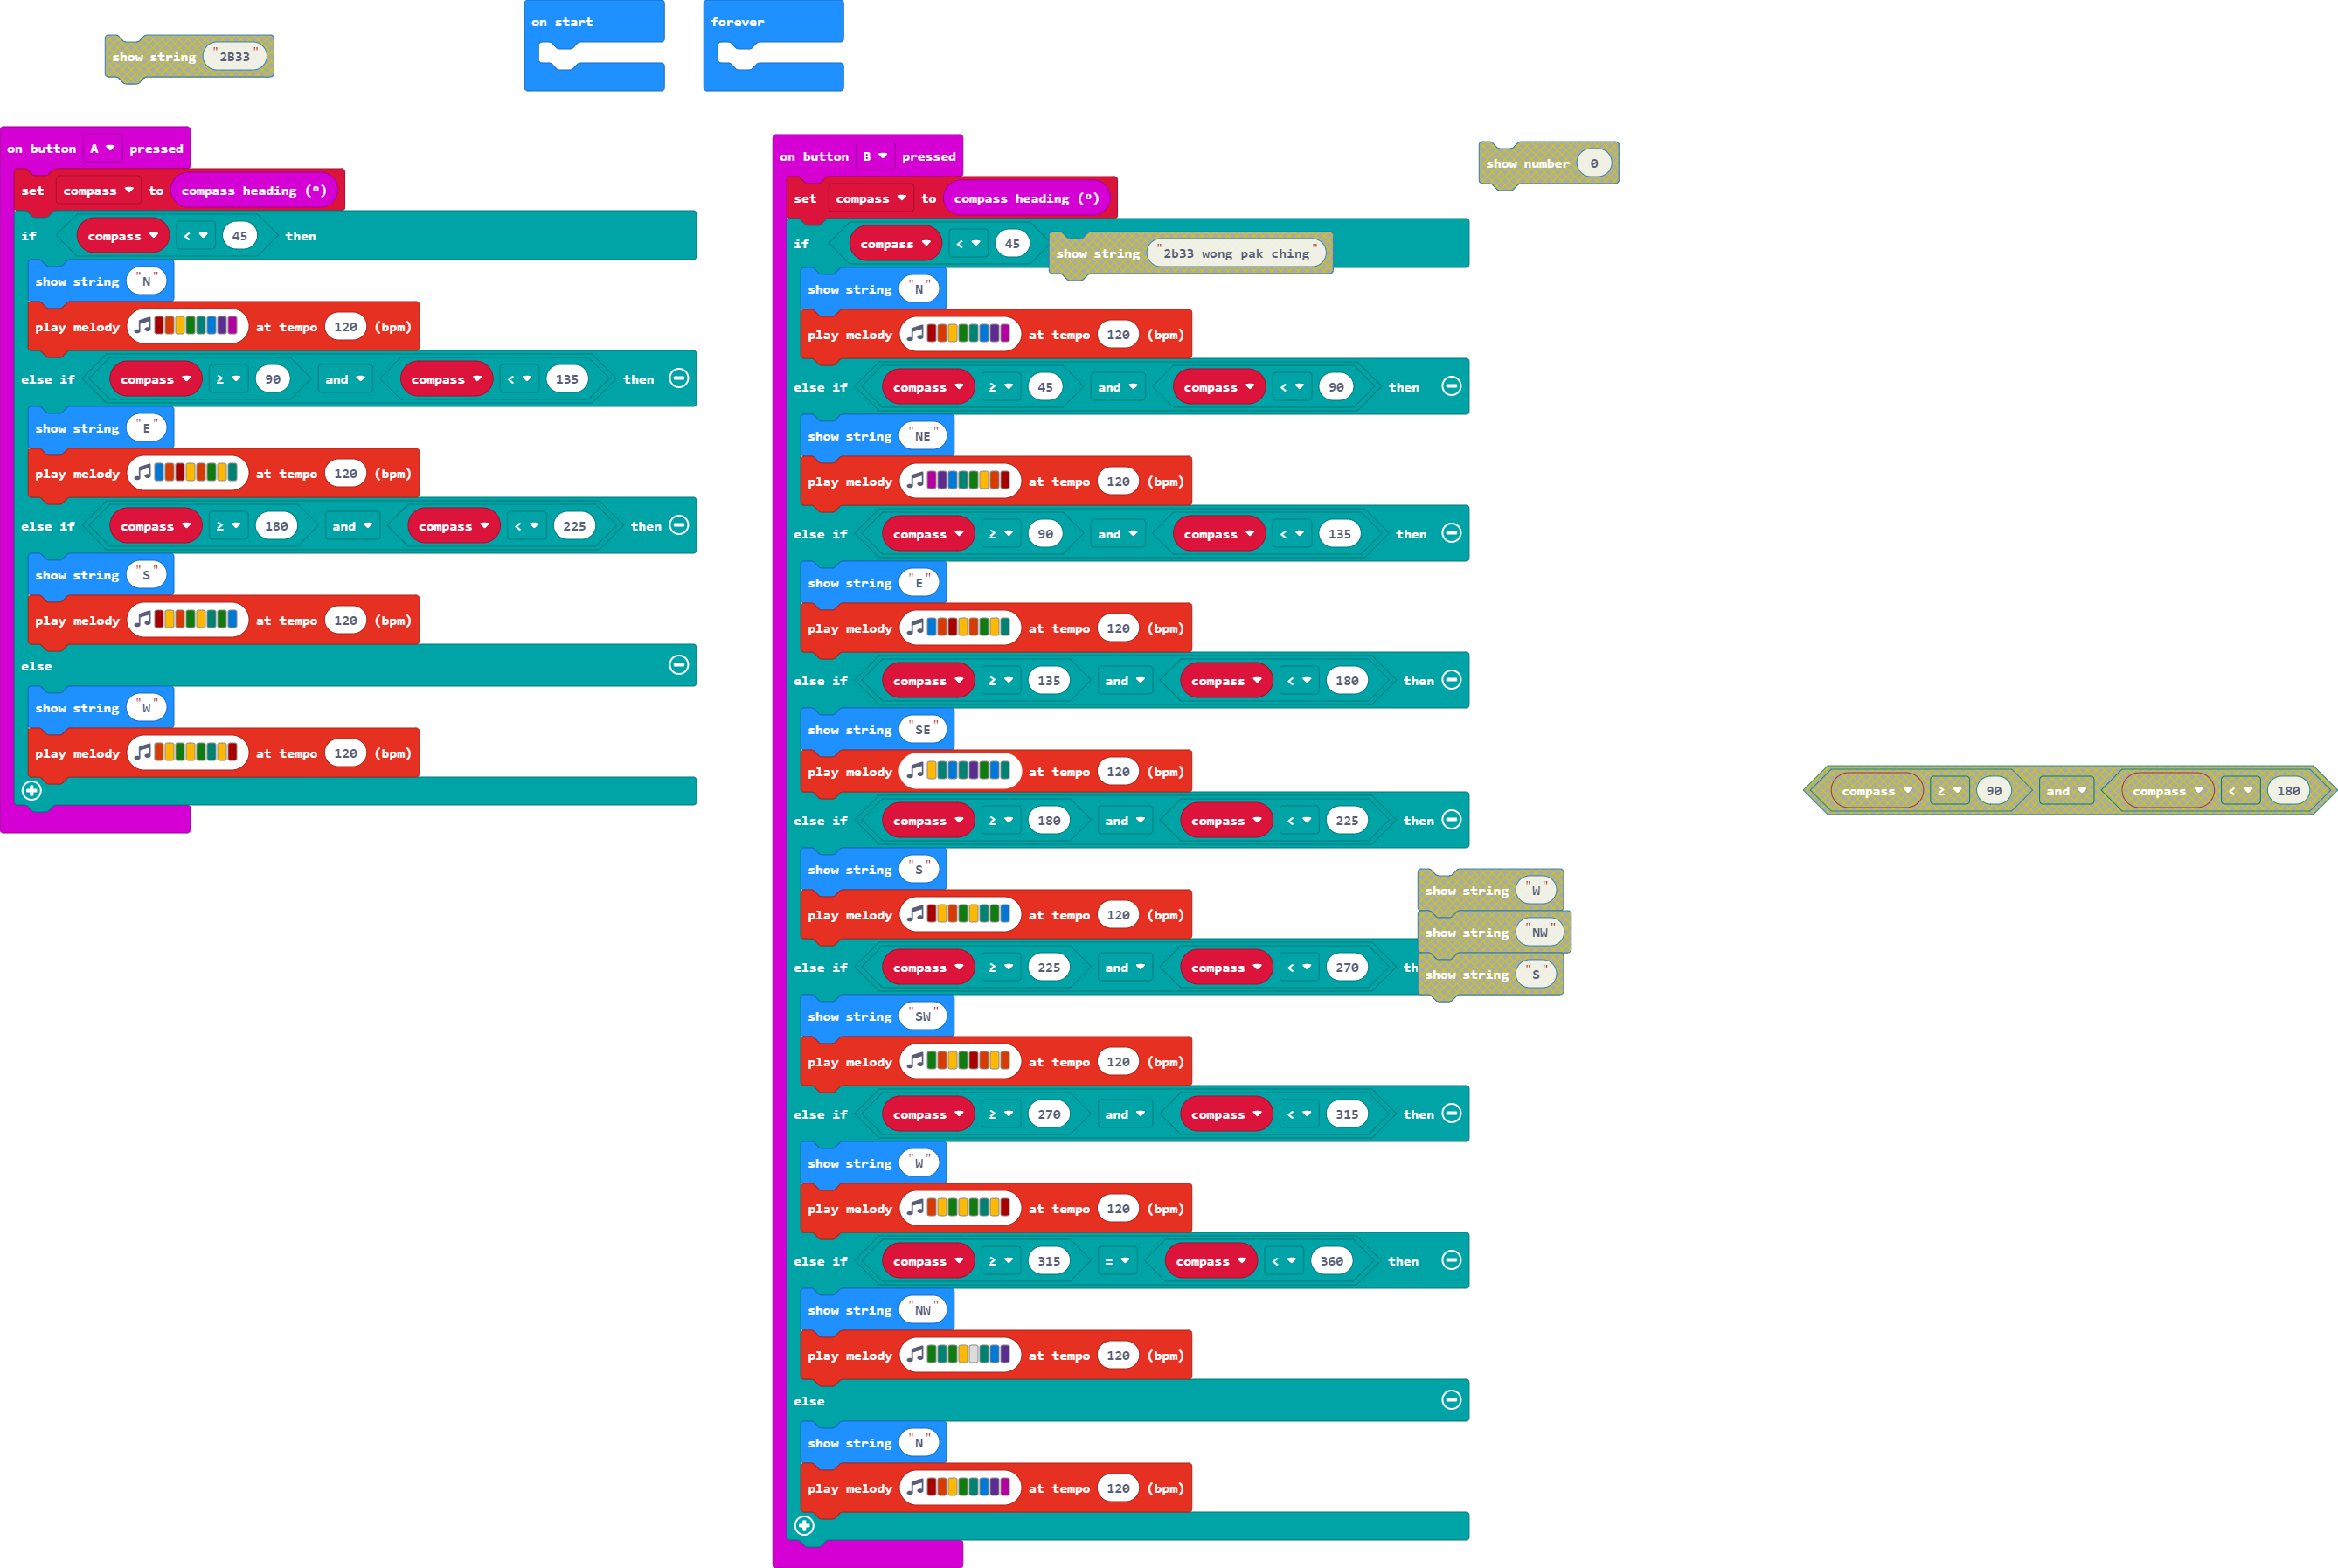 show string "2B33"
on start
forever
on button A pressed
set compass to compass heading (º)
if compass < 45 then
show string "N"
play melody at tempo 120 (bpm)
else if compass ≥ 90 and compass < 135 then
show string "E"
play melody at tempo 120 (bpm)
else if compass ≥ 180 and compass < 225 then
show string "S"
play melody at tempo 120 (bpm)
else
show string "W"
play melody at tempo 120 (bpm)
on button B pressed
set compass to compass heading (º)
if compass < 45
show string "2b33 wong pak ching"
show string "N"
play melody at tempo 120 (bpm)
else if compass ≥ 45 and compass < 90 then
show string "NE"
play melody at tempo 120 (bpm)
else if compass ≥ 90 and compass < 135 then
show string "E"
play melody at tempo 120 (bpm)
else if compass ≥ 135 and compass < 180 then
show string "SE"
play melody at tempo 120 (bpm)
else if compass ≥ 180 and compass < 225 then
show string "S"
play melody at tempo 120 (bpm)
else if compass ≥ 225 and compass < 270 th
show string "SW"
play melody at tempo 120 (bpm)
else if compass ≥ 270 and compass < 315 then
show string "W"
play melody at tempo 120 (bpm)
else if compass ≥ 315 = compass < 360 then
show string "NW"
play melody at tempo 120 (bpm)
else
show string "N"
play melody at tempo 120 (bpm)
show number 0
show string "W"
show string "NW"
show string "S"
compass ≥ 90 and compass < 180